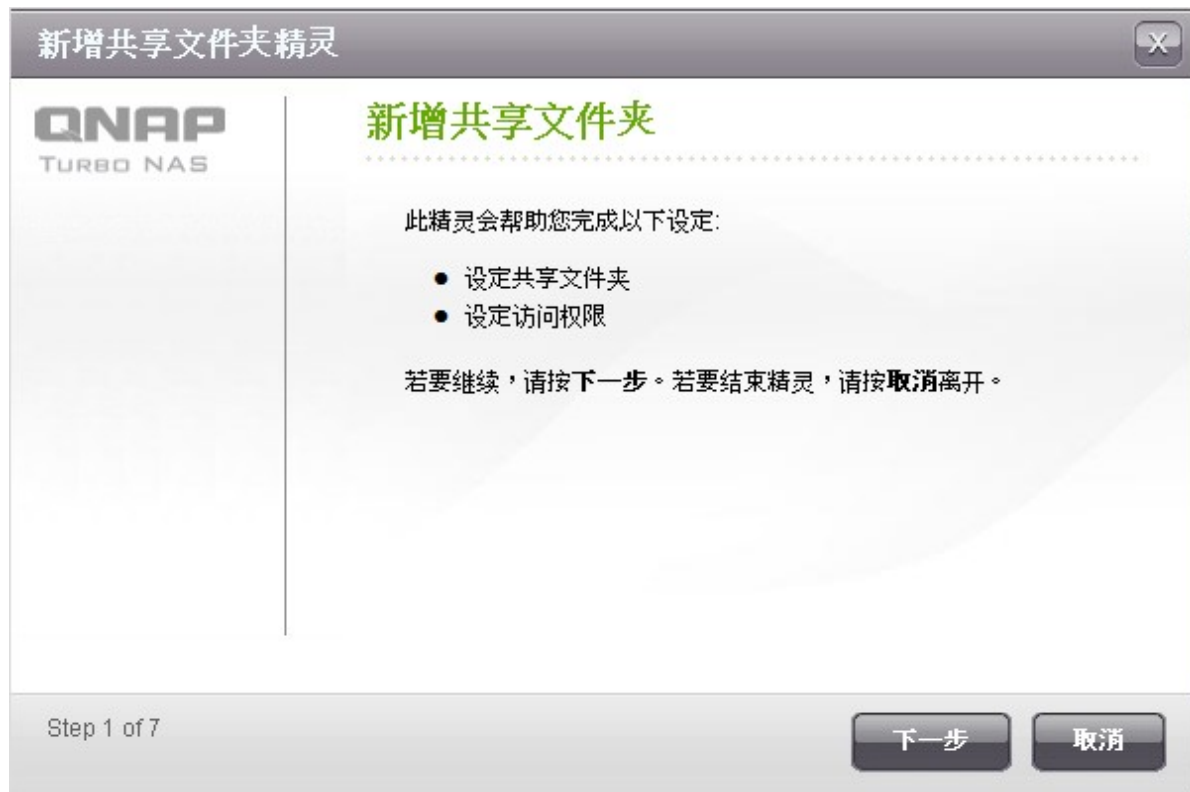 新增共享文件夹精灵
X
QNAP
TURBO NAS
新增共享文件夹
此精灵会帮助您完成以下设定:
● 设定共享文件夹
● 设定访问权限
若要继续，请按下一步。若要结束精灵，请按取消离开。
Step 1 of 7
下一步
取消